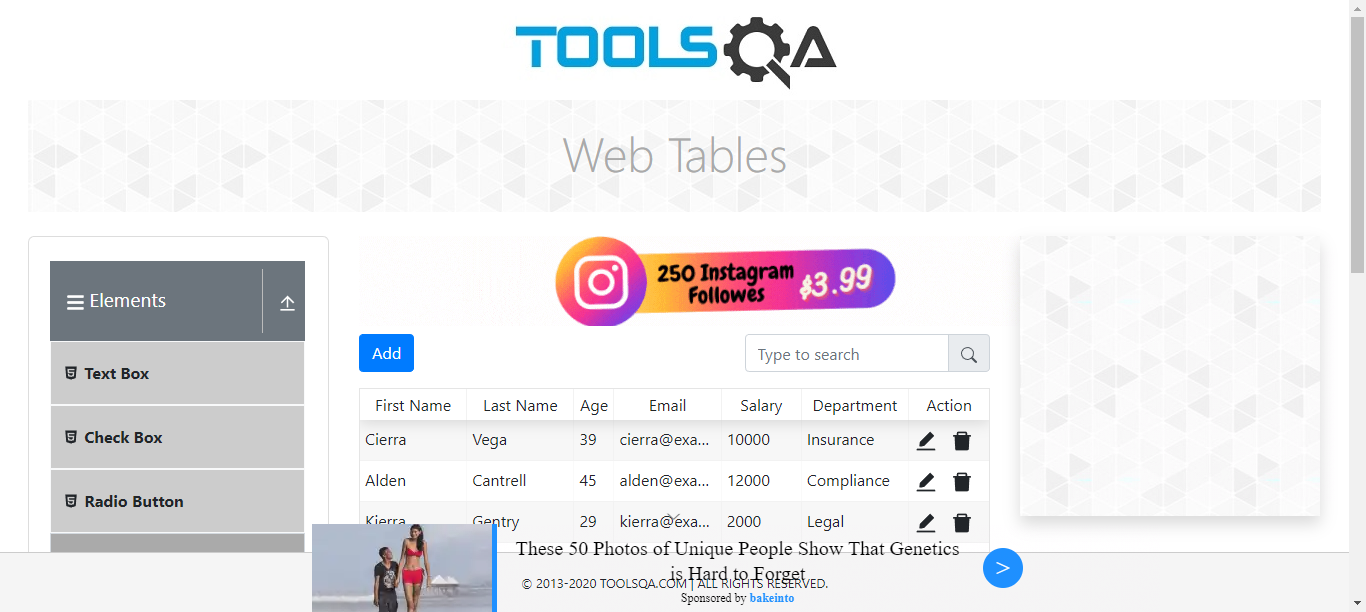 TOOLSQA
Web Tables
Elements
Text Box
Check Box
Radio Button
250 Instagram
Followes
$3.99
Add
Type to search
First Name Last Name Age Email Salary Department Action
Cierra Vega 39 cierra@exa... 10000 Insurance
Alden Cantrell 45 alden@exa... 12000 Compliance
Kierra Gentry 29 kierra@exa... 2000 Legal
These 50 Photos of Unique People Show That Genetics
is Hard to Forget
>
© 2013-2020 TOOLSQA.COM | ALL RIGHTS RESERVED.
Sponsored by bakeinto